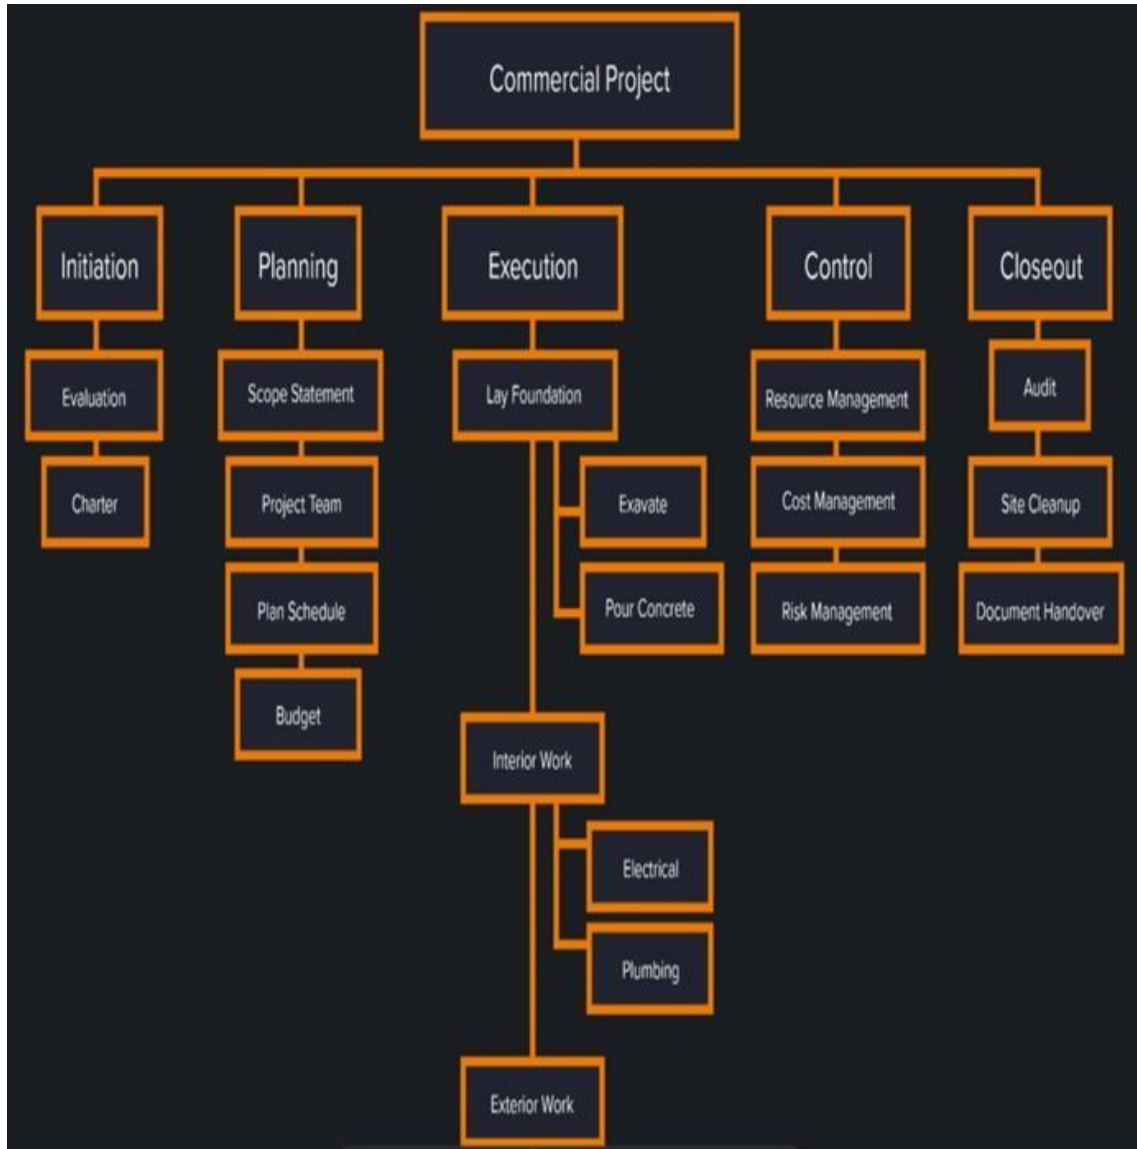 Commercial Project
Initiation
Planning
Execution
Control
Closeout
Evaluation
Charter
Scope Statement
Project Team
Plan Schedule
Budget
Lay Foundation
Exavate
Pour Concrete
Interior Work
Electrical
Plumbing
Exterior Work
Resource Management
Cost Management
Risk Management
Audit
Site Cleanup
Document Handover